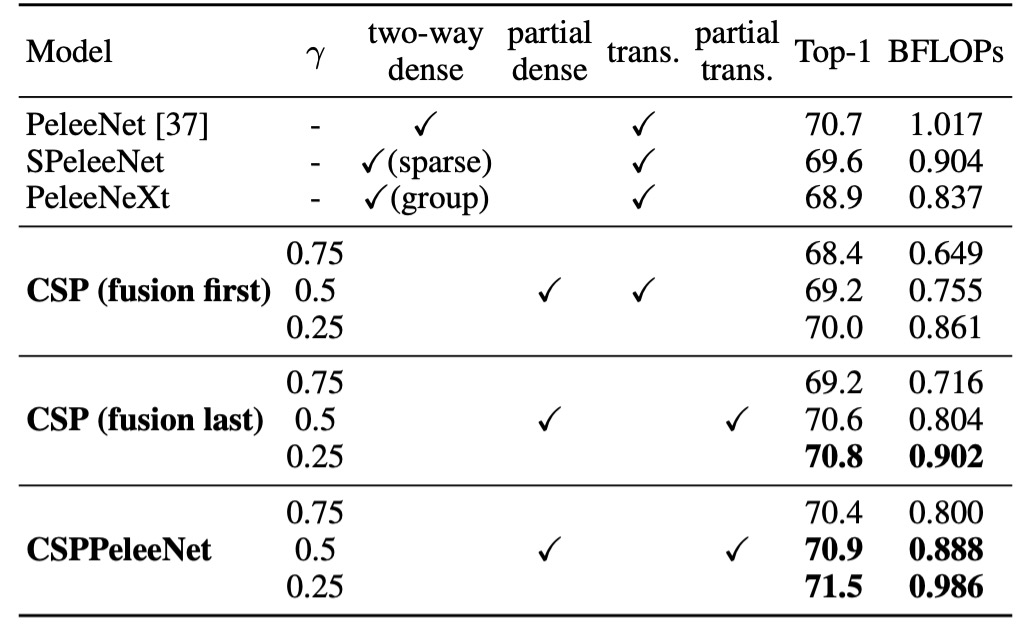 Model γ two-way dense partial dense trans. partial trans. Top-1 BFLOPs
PeleeNet [37] - ✓ ✓ 70.7 1.017
SPeleeNet - ✓(sparse) ✓ 69.6 0.904
PeleeNeXt - ✓(group) ✓ 68.9 0.837
0.75 68.4 0.649
CSP (fusion first) 0.5 ✓ ✓ 69.2 0.755
0.25 70.0 0.861
0.75 69.2 0.716
CSP (fusion last) 0.5 ✓ ✓ 70.6 0.804
0.25 70.8 0.902
0.75 70.4 0.800
CSPPeleeNet 0.5 ✓ ✓ 70.9 0.888
0.25 71.5 0.986